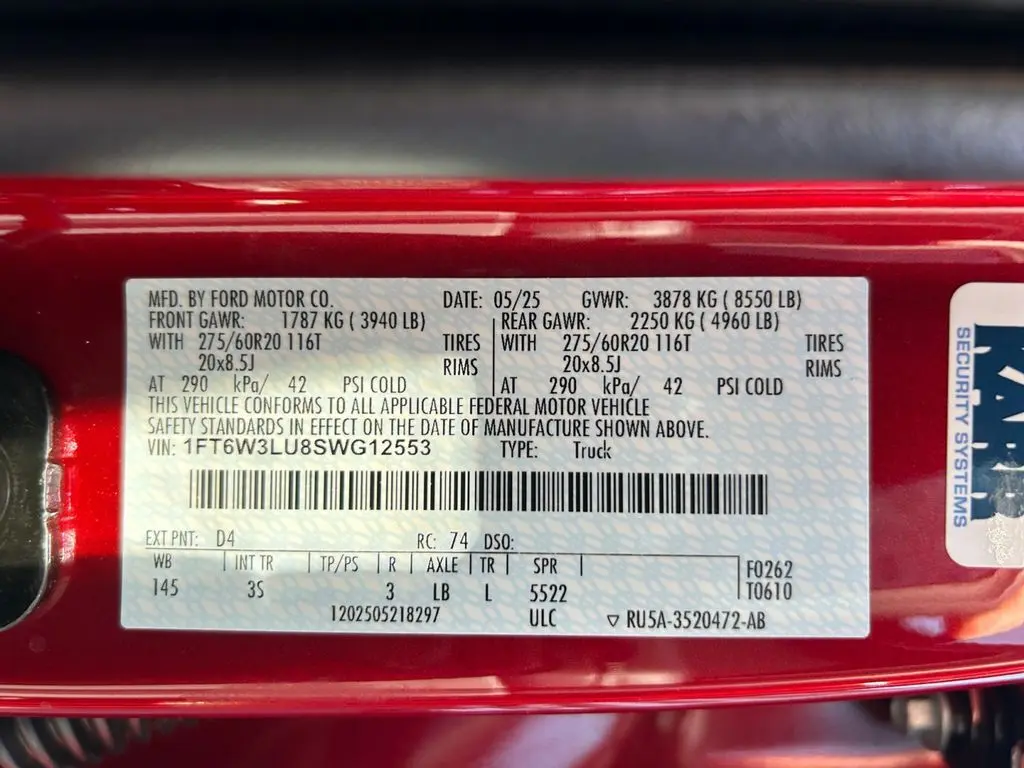 MFD. BY FORD MOTOR CO. DATE: 05/25 GVWR: 3878 KG ( 8550 LB)
FRONT GAWR: 1787 KG ( 3940 LB) REAR GAWR: 2250 KG ( 4960 LB)
WITH 275/60R20 116T TIRES WITH 275/60R20 116T TIRES
20x8.5J RIMS 20x8.5J RIMS
AT 290 kPa/ 42 PSI COLD AT 290 kPa/ 42 PSI COLD
THIS VEHICLE CONFORMS TO ALL APPLICABLE FEDERAL MOTOR VEHICLE
SAFETY STANDARDS IN EFFECT ON THE DATE OF MANUFACTURE SHOWN ABOVE.
VIN: 1FT6W3LU8SWG12553 TYPE: Truck
EXT PNT: D4 RC: 74 DSO:
WB INT TR TP/PS R AXLE TR SPR F0262
145 3S 3 LB L 5522 T0610
1202505218297 ULC ▽ RU5A-3520472-AB
SECURITY SYSTEMS